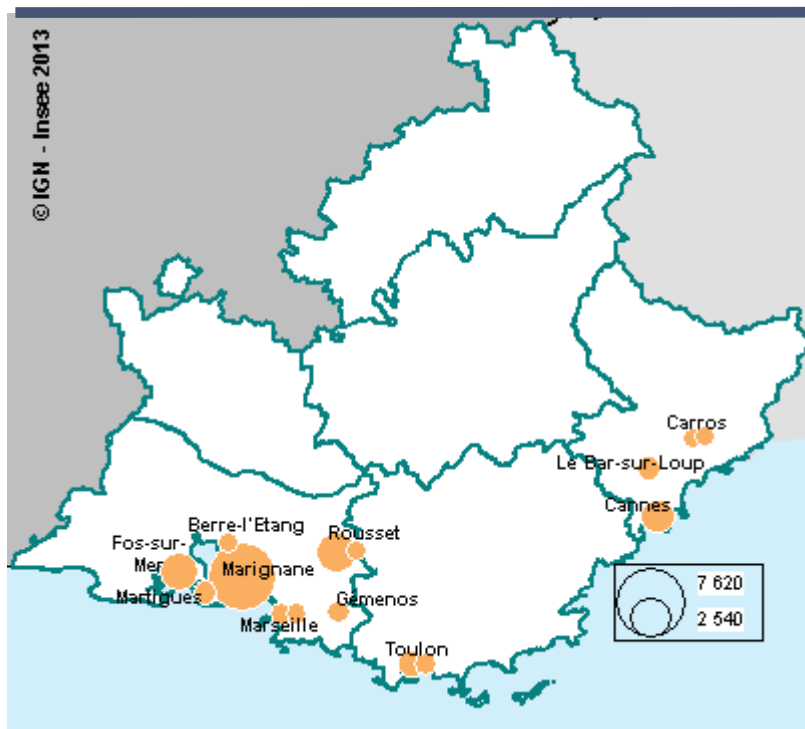 © IGN - Insee 2013
Carros
Le Bar-sur-Loup
Cannes
Berre-l'Etang
Rousset
Fos-sur-
Mer
Marignane
Martigues
Gémenos
Marseille
Toulon
7 620
2 540